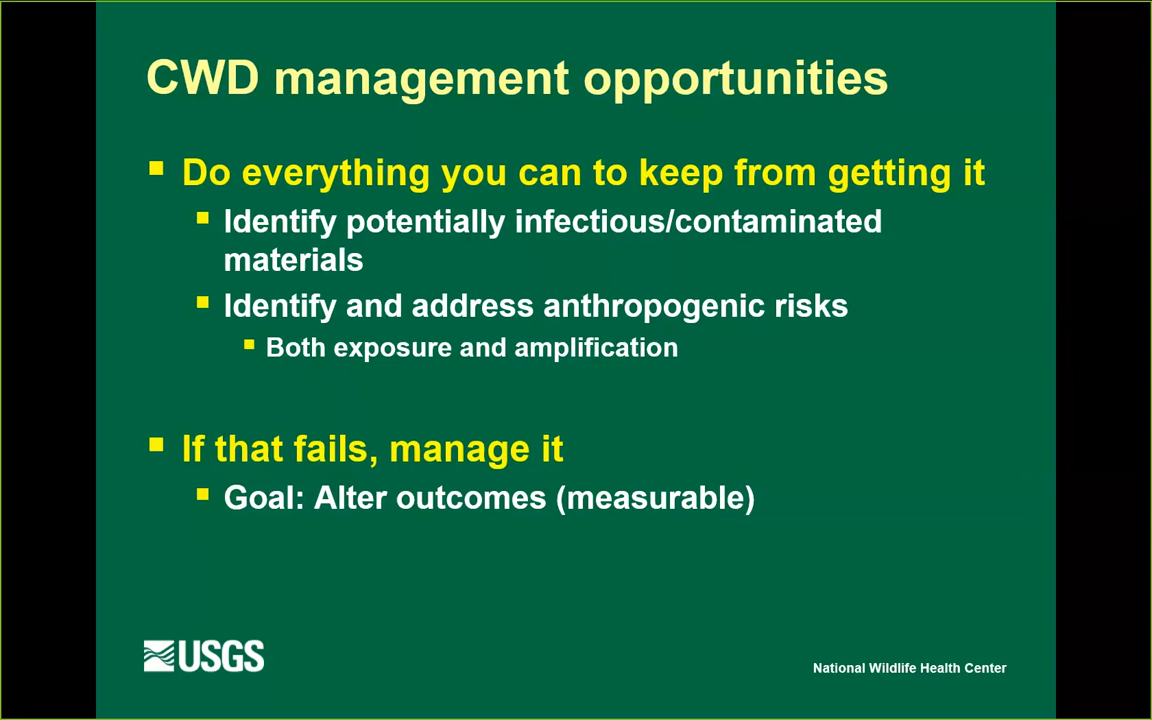 CWD management opportunities
Do everything you can to keep from getting it
Identify potentially infectious/contaminated
materials
Identify and address anthropogenic risks
Both exposure and amplification
If that fails, manage it
Goal: Alter outcomes (measurable)
USGS
National Wildlife Health Center